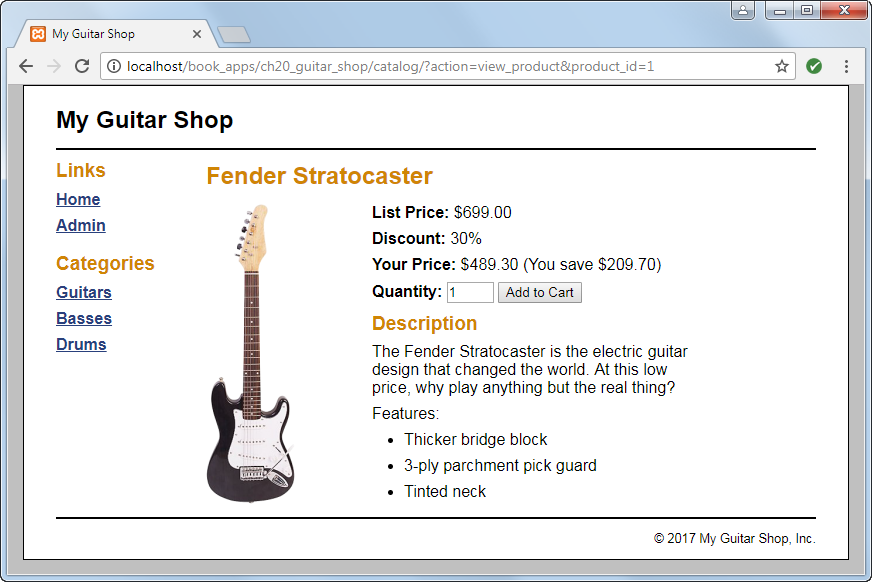 My Guitar Shop
localhost/book_apps/ch20_guitar_shop/catalog/?action=view_product&product_id=1
My Guitar Shop
Links
Home
Admin
Categories
Guitars
Basses
Drums
Fender Stratocaster
List Price: $699.00
Discount: 30%
Your Price: $489.30 (You save $209.70)
Quantity: 1 Add to Cart
Description
The Fender Stratocaster is the electric guitar
design that changed the world. At this low
price, why play anything but the real thing?
Features:
• Thicker bridge block
• 3-ply parchment pick guard
• Tinted neck
© 2017 My Guitar Shop, Inc.